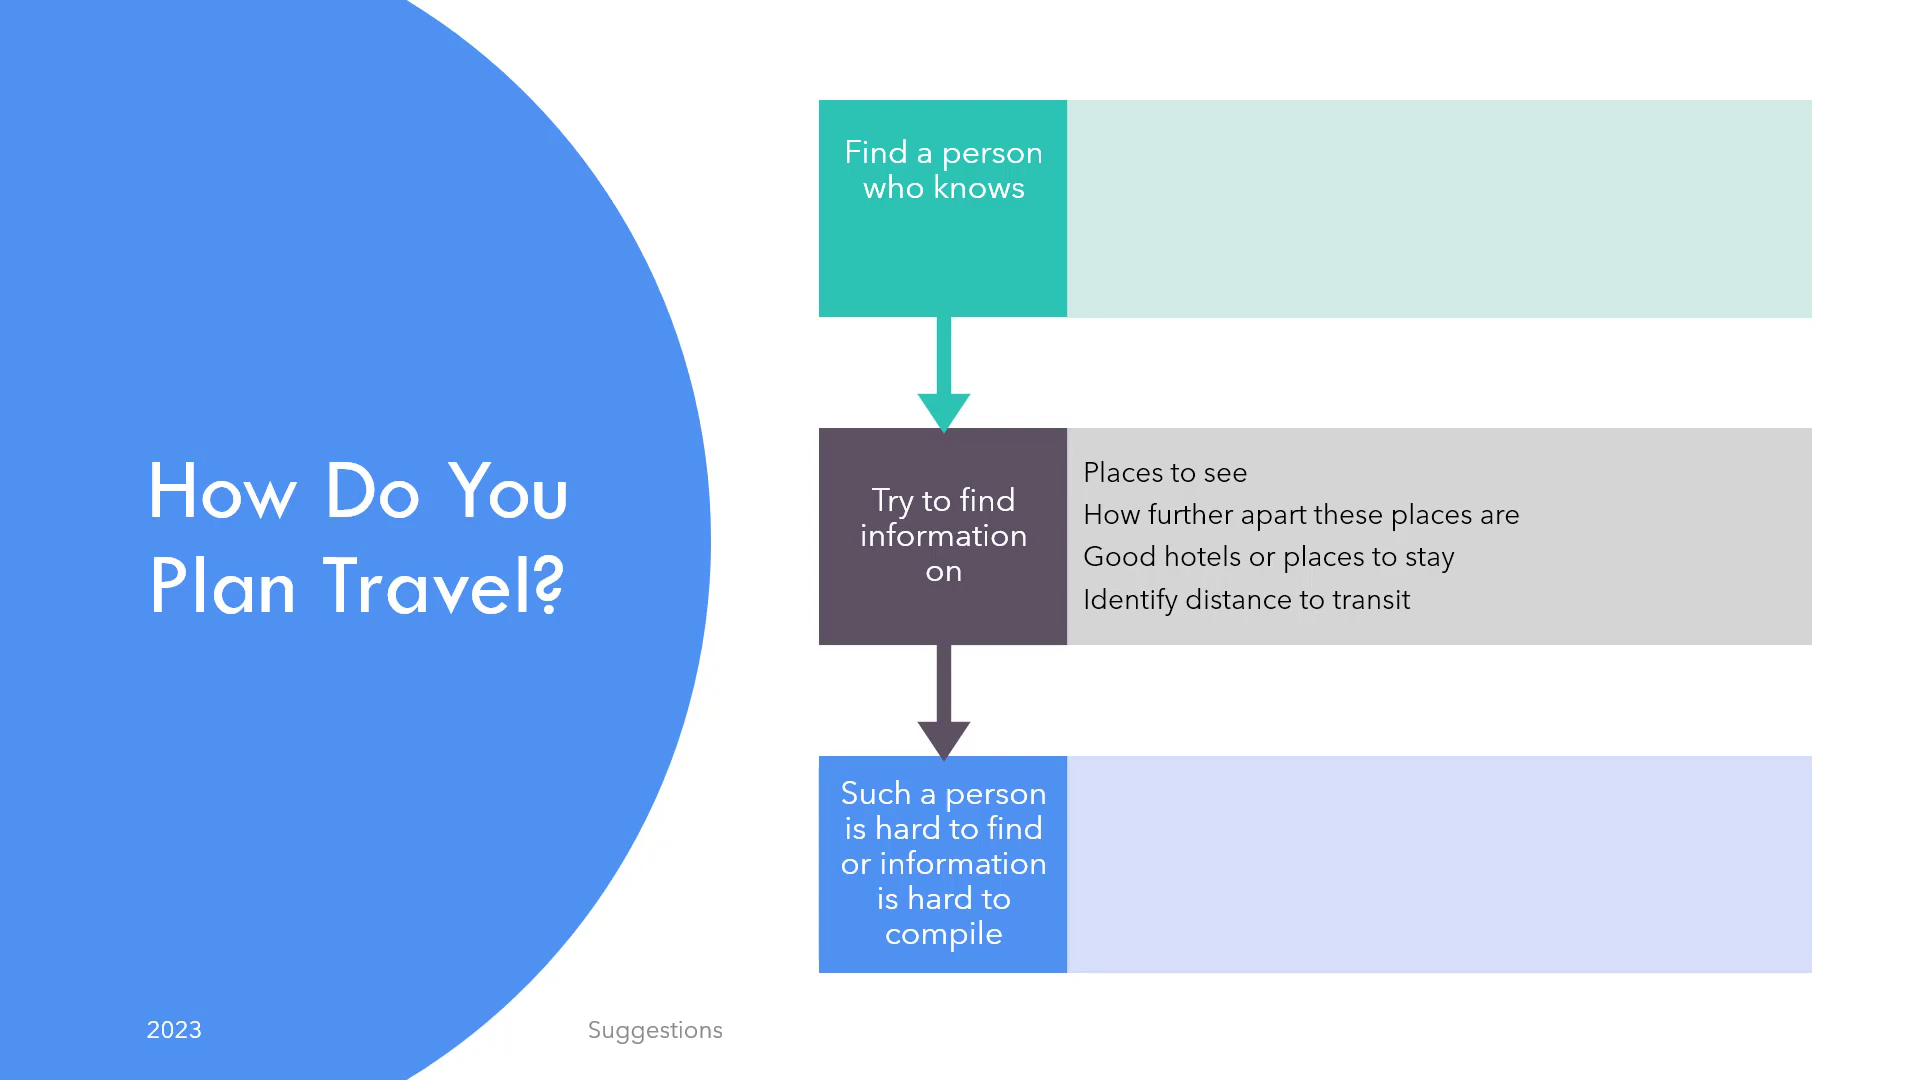 How Do You
Plan Travel?
Find a person
who knows
Try to find
information
on
Places to see
How further apart these places are
Good hotels or places to stay
Identify distance to transit
Such a person
is hard to find
or information
is hard to
compile
2023
Suggestions